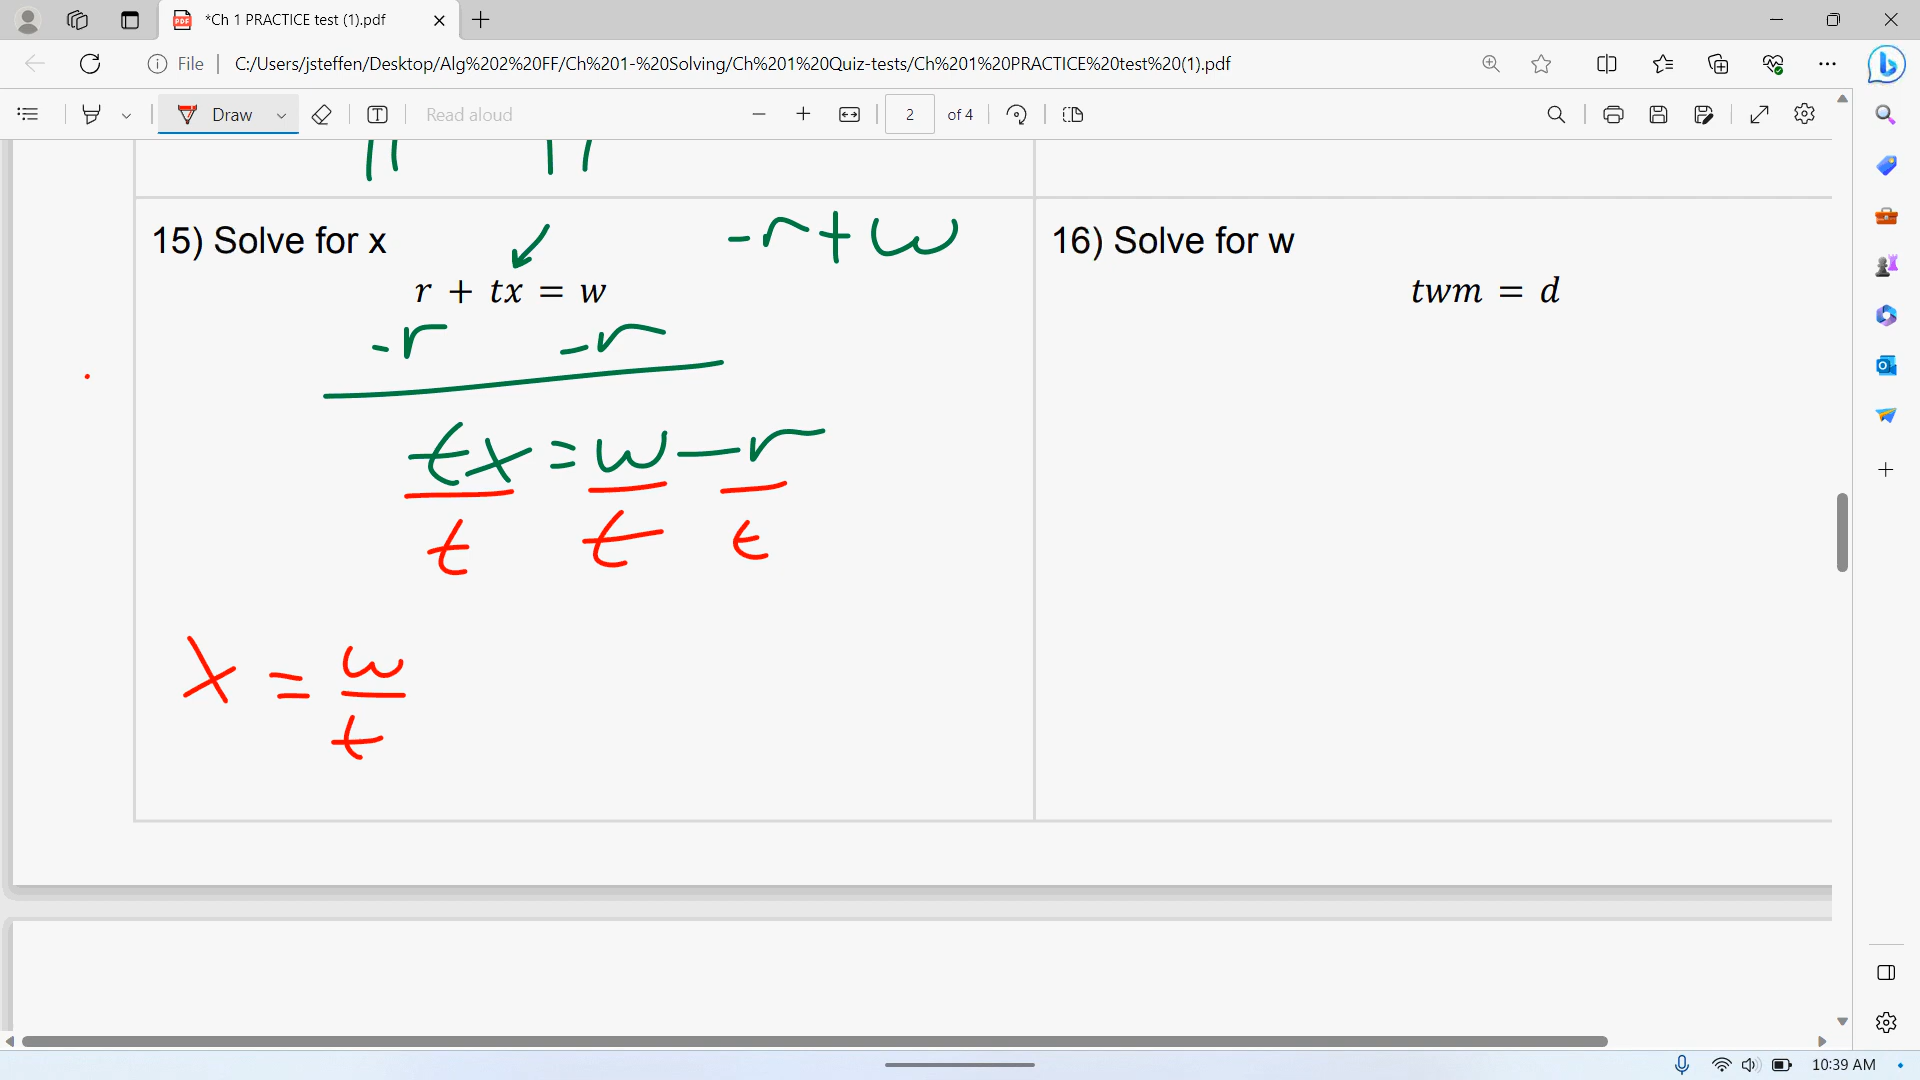 *Ch 1 PRACTICE test (1).pdf
File
C:/Users/jsteffen/Desktop/Alg%202%20FF/Ch%201-%20Solving/Ch%201%20Quiz-tests/Ch%201%20PRACTICE%20test%20(1).pdf
Draw
Read aloud
2 of 4
15) Solve for x
-r+w
r + tx = w
-r -r
tx = w - r
t t t
x = w
t
16) Solve for w
twm = d
10:39 AM